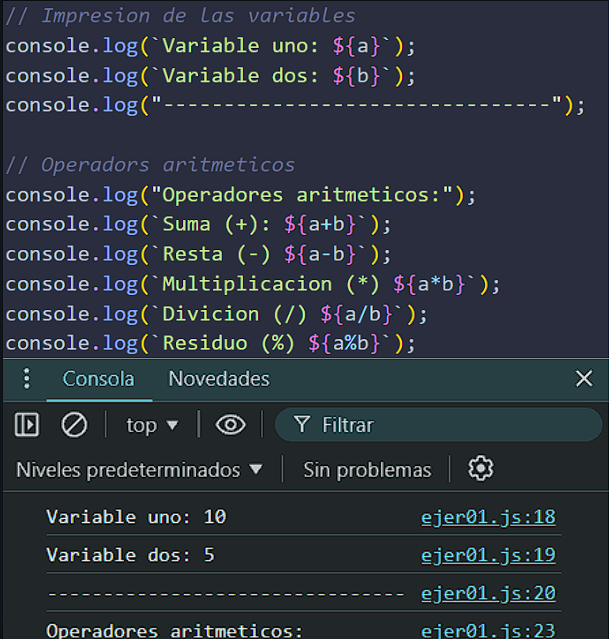 // Impresion de las variables
console.log(`Variable uno: ${a}`);
console.log(`Variable dos: ${b}`);
console.log("--------------------------------");
// Operadors aritmeticos
console.log("Operadores aritmeticos:");
console.log(`Suma (+): ${a+b}`);
console.log(`Resta (-) ${a-b}`);
console.log(`Multiplicacion (*) ${a*b}`);
console.log(`Divicion (/) ${a/b}`);
console.log(`Residuo (%) ${a%b}`);
Consola Novedades
top Filtrar
Niveles predeterminados Sin problemas
Variable uno: 10 ejer01.js:18
Variable dos: 5 ejer01.js:19
-------------------------------- ejer01.js:20
Operadores aritmeticos: ejer01.js:23